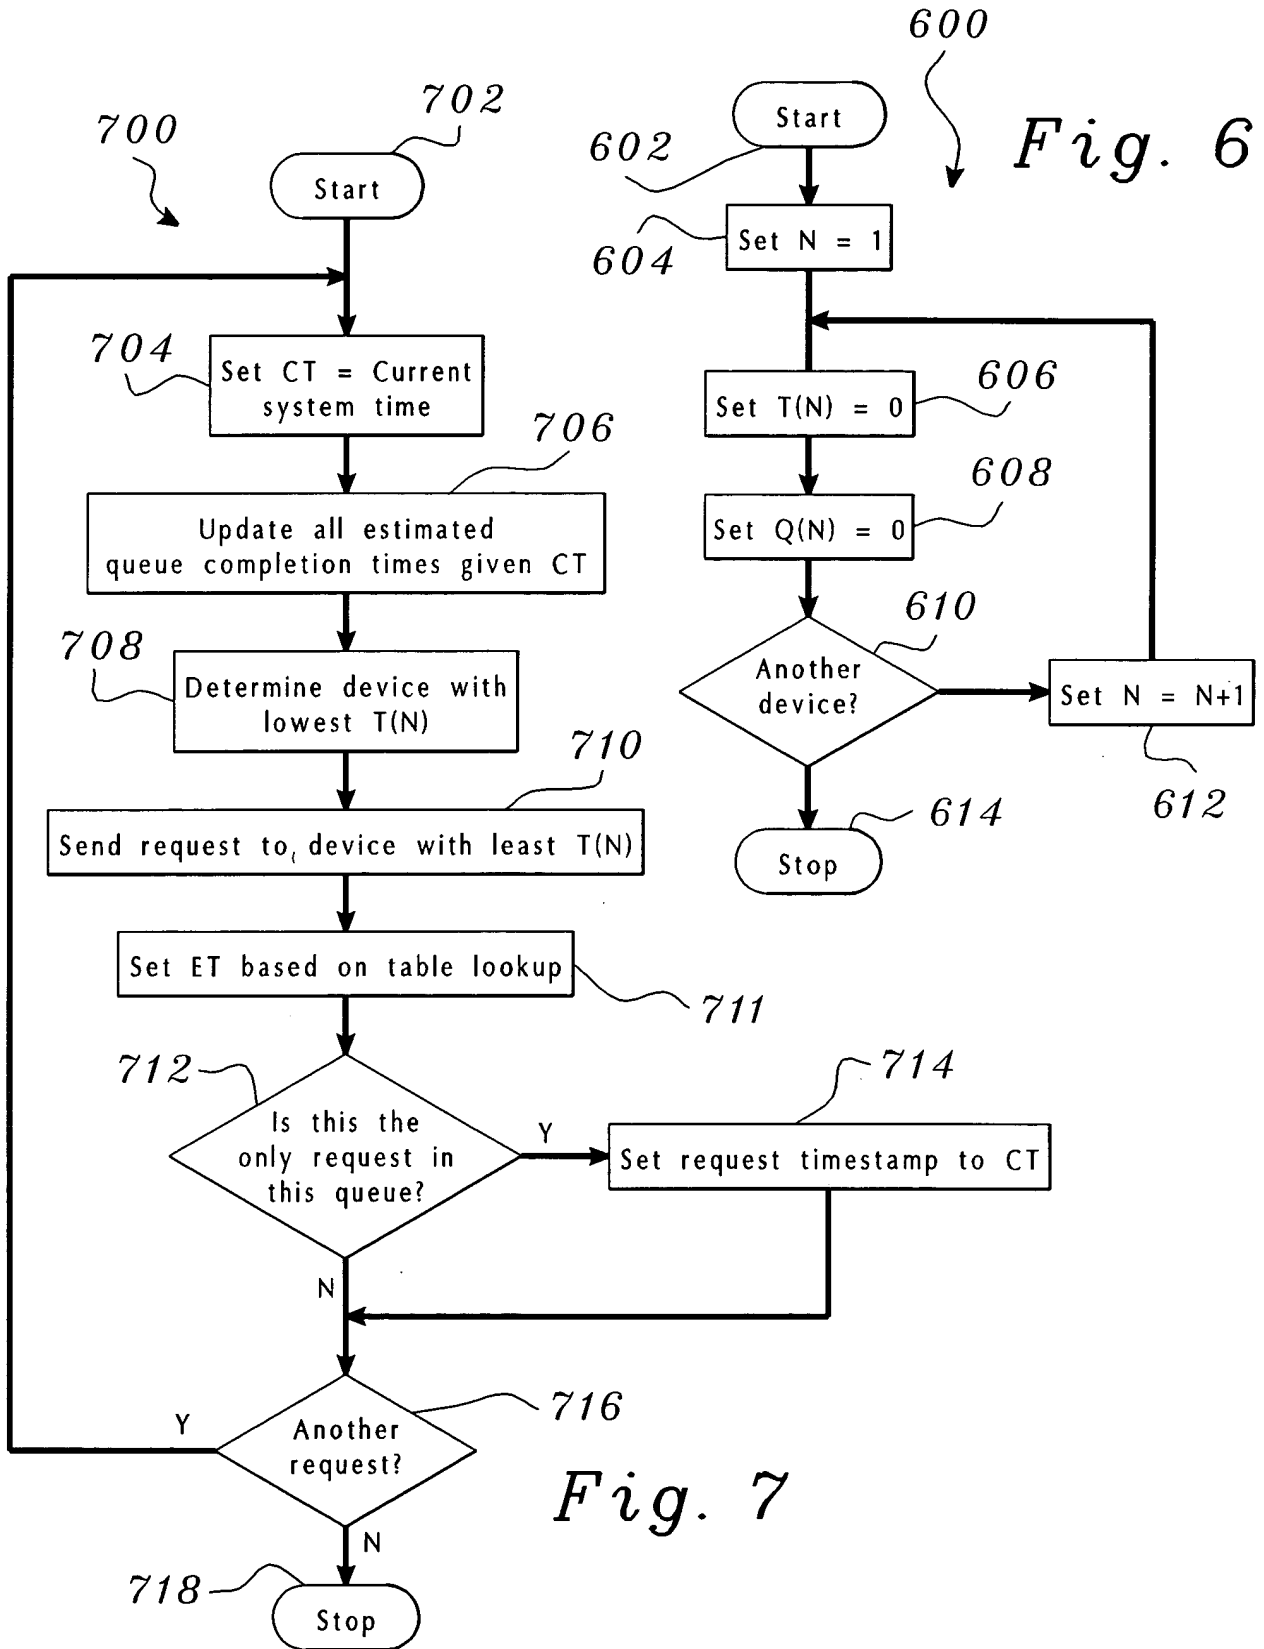 600
Fig. 6
Start
602
Set N = 1
604
Set T(N) = 0
606
Set Q(N) = 0
608
Another
device?
610
Set N = N+1
612
Stop
614
700
702
Start
704
Set CT = Current
system time
706
Update all estimated
queue completion times given CT
708
Determine device with
lowest T(N)
710
Send request to device with least T(N)
Set ET based on table lookup
711
712
Is this the
only request in
this queue?
Y
714
Set request timestamp to CT
N
716
Another
request?
Y
N
718
Stop
Fig. 7